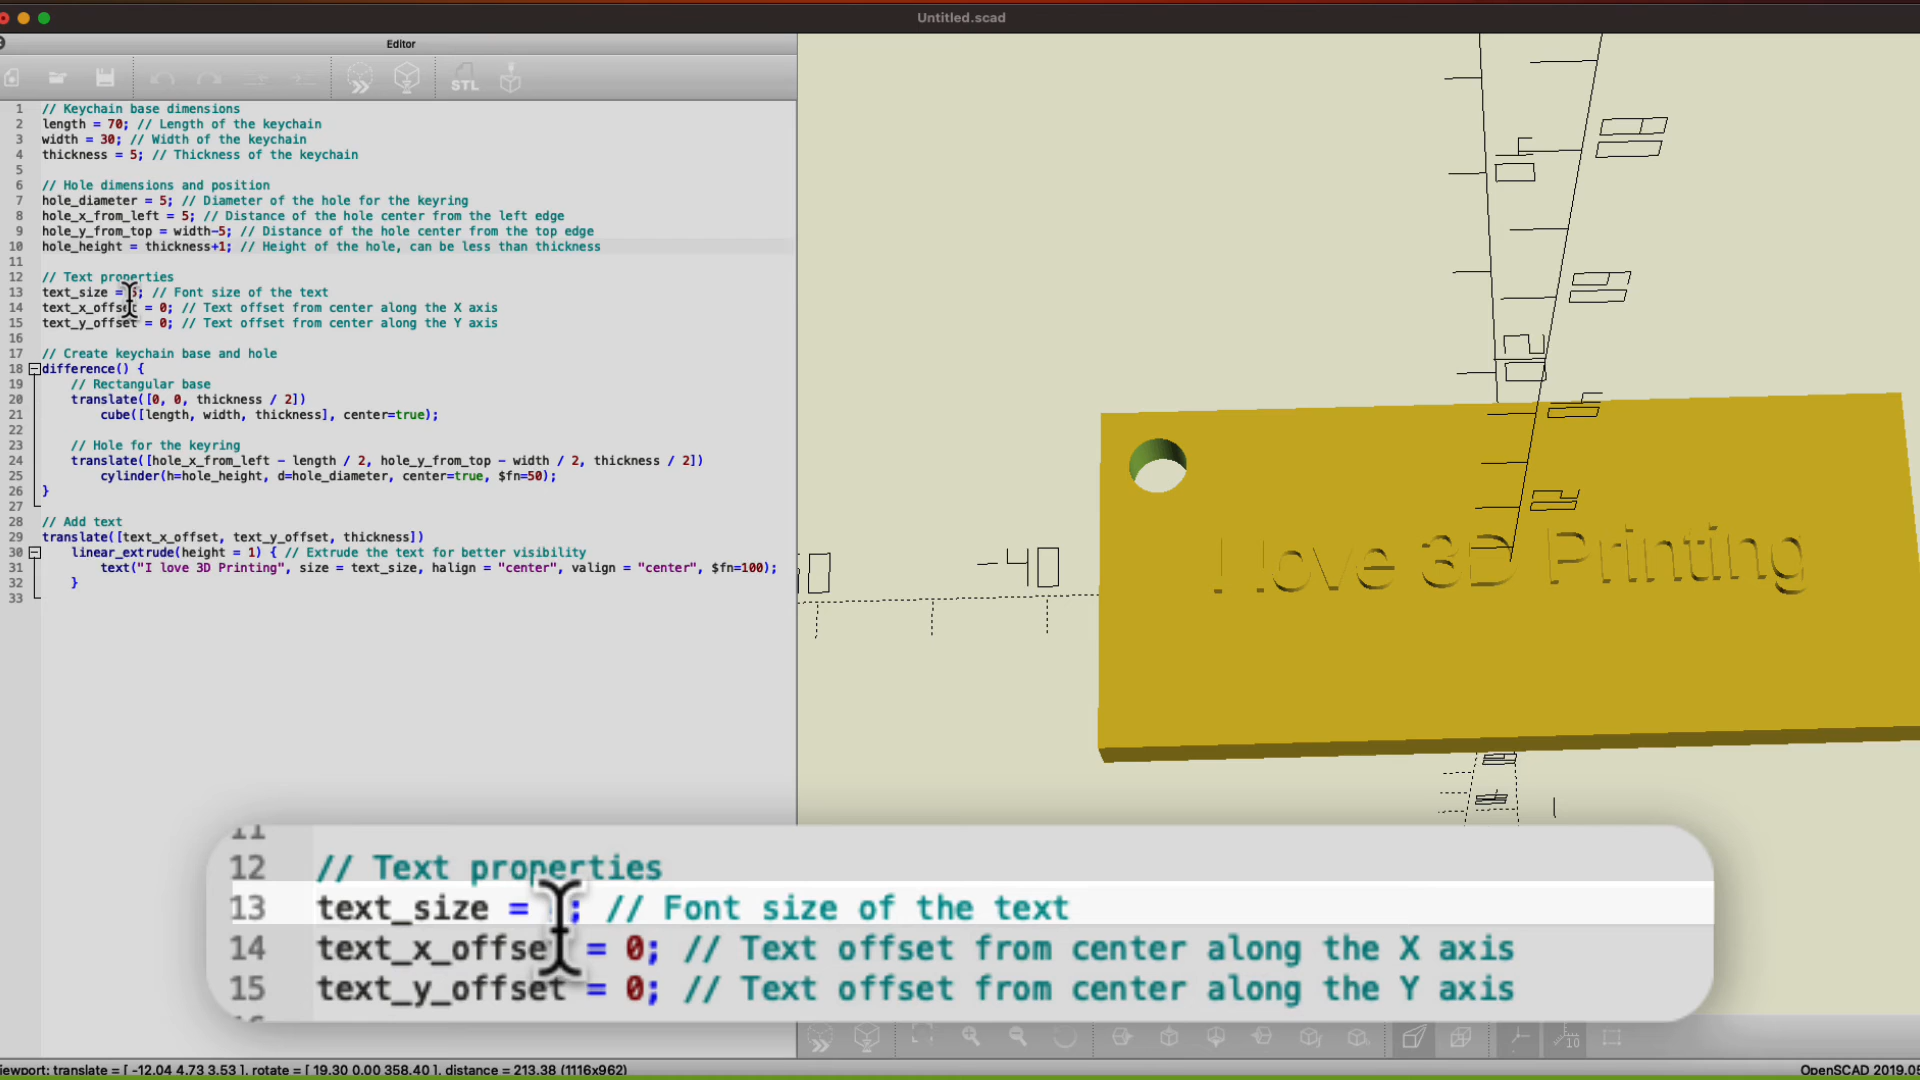 Untitled.scad
Editor
STL
1 // Keychain base dimensions
2 length = 70; // Length of the keychain
3 width = 30; // Width of the keychain
4 thickness = 5; // Thickness of the keychain
5
6 // Hole dimensions and position
7 hole_diameter = 5; // Diameter of the hole for the keyring
8 hole_x_from_left = 5; // Distance of the hole center from the left edge
9 hole_y_from_top = width-5; // Distance of the hole center from the top edge
10 hole_height = thickness+1; // Height of the hole, can be less than thickness
11
12 // Text properties
13 text_size = ; // Font size of the text
14 text_x_offset = 0; // Text offset from center along the X axis
15 text_y_offset = 0; // Text offset from center along the Y axis
16
17 // Create keychain base and hole
18 difference() {
19 // Rectangular base
20 translate([0, 0, thickness / 2])
21 cube([length, width, thickness], center=true);
22
23 // Hole for the keyring
24 translate([hole_x_from_left - length / 2, hole_y_from_top - width / 2, thickness / 2])
25 cylinder(h=hole_height, d=hole_diameter, center=true, $fn=50);
26 }
27
28 // Add text
29 translate([text_x_offset, text_y_offset, thickness])
30 linear_extrude(height = 1) { // Extrude the text for better visibility
31 text("I love 3D Printing", size = text_size, halign = "center", valign = "center", $fn=100);
32 }
33
-40
I love 3D Printing
11
12 // Text properties
13 text_size = ; // Font size of the text
14 text_x_offset = 0; // Text offset from center along the X axis
15 text_y_offset = 0; // Text offset from center along the Y axis
10
iewport: translate = [ -12.04 4.73 3.53 ], rotate = [ 19.30 0.00 358.40 ], distance = 213.38 (1116x962)
OpenSCAD 2019.05